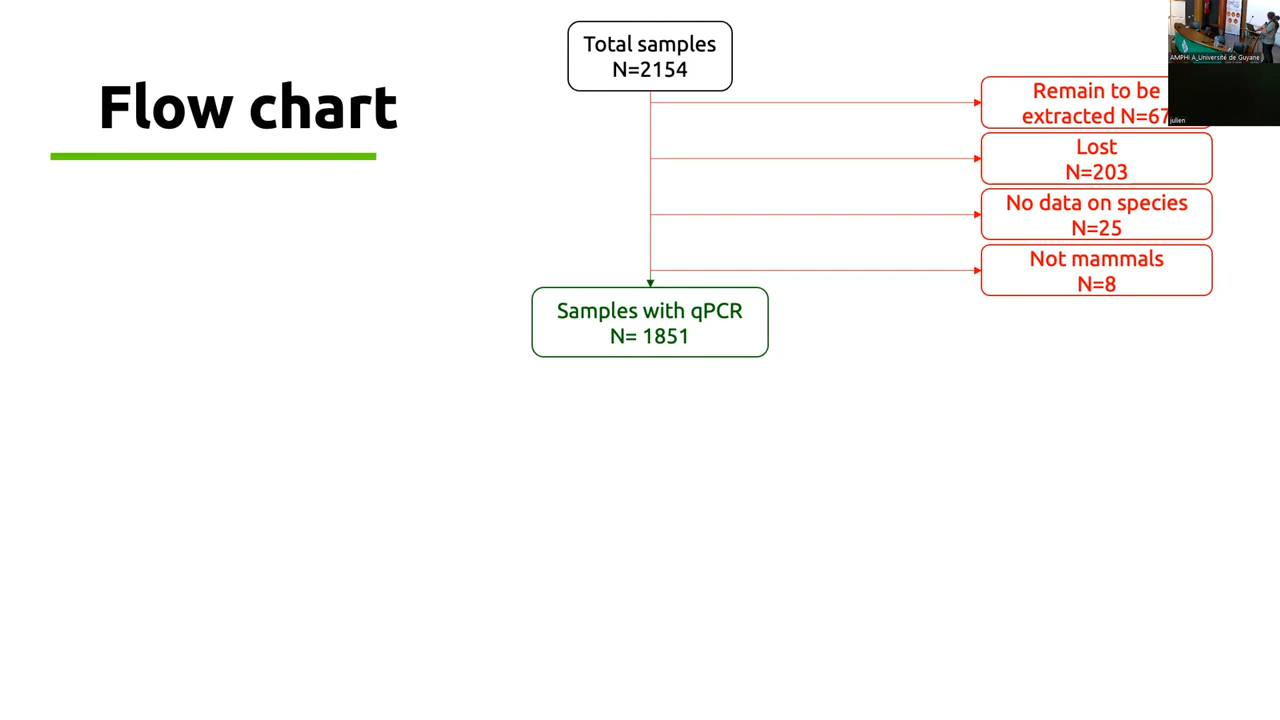 Flow chart
Total samples
N=2154
Remain to be
extracted N=67
Lost
N=203
No data on species
N=25
Not mammals
N=8
Samples with qPCR
N= 1851
AMPHI A_Université de Guyane
julien